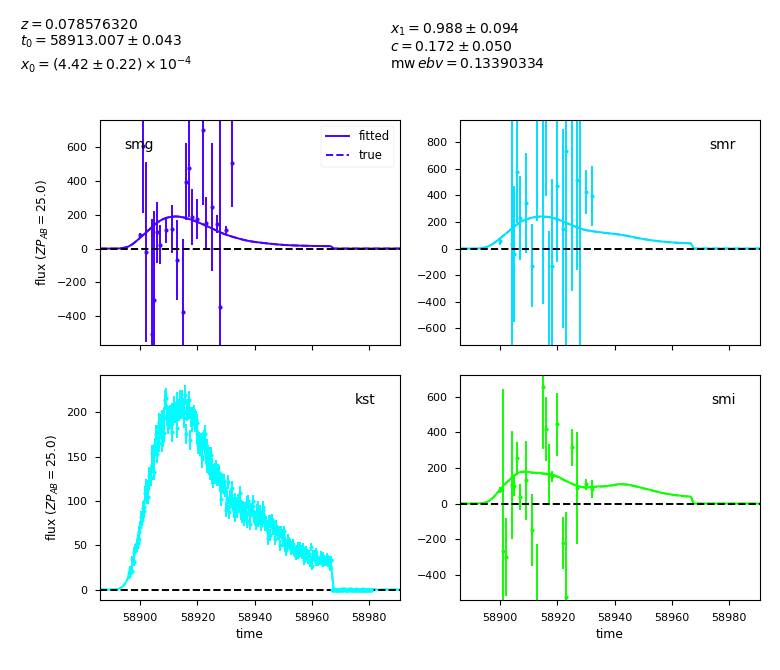 z = 0.078576320
t₀ = 58913.007 ± 0.043
x₀ = (4.42 ± 0.22) × 10⁻⁴
x₁ = 0.988 ± 0.094
c = 0.172 ± 0.050
mw ebv = 0.13390334
smg
fitted
true
600
400
200
0
−200
−400
flux (ZP_AB = 25.0)
smr
800
600
400
200
0
−200
−400
−600
kst
200
150
100
50
0
flux (ZP_AB = 25.0)
58900 58920 58940 58960 58980
time
smi
600
400
200
0
−200
−400
58900 58920 58940 58960 58980
time